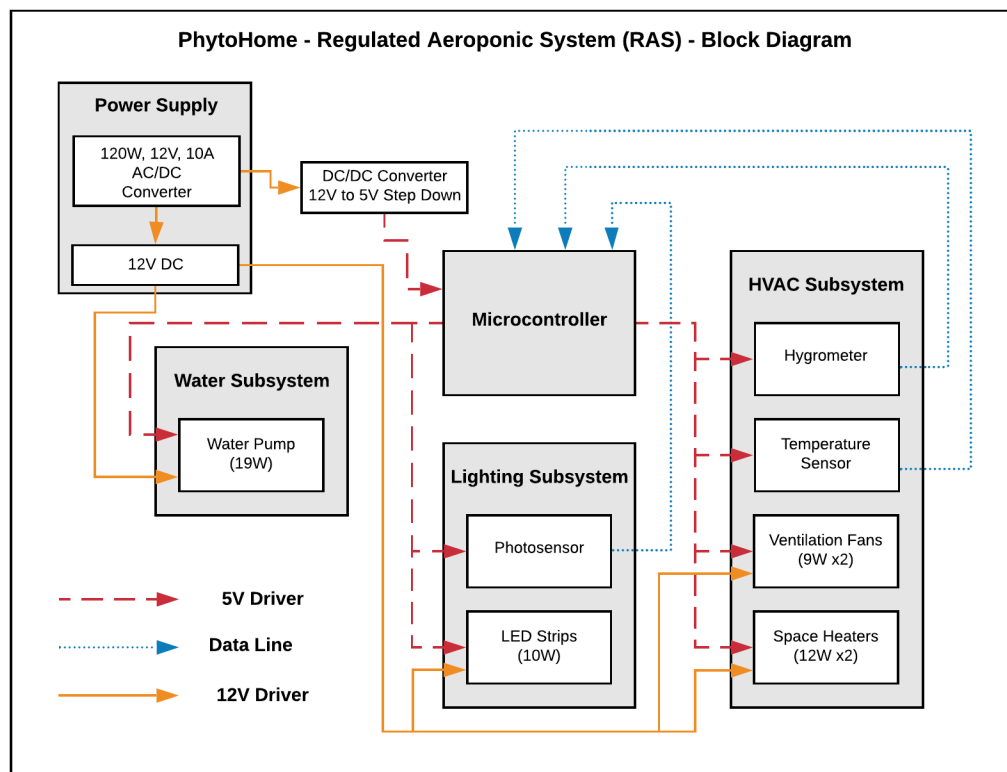 PhytoHome - Regulated Aeroponic System (RAS) - Block Diagram
Power Supply
120W, 12V, 10A
AC/DC
Converter
12V DC
DC/DC Converter
12V to 5V Step Down
Microcontroller
HVAC Subsystem
Hygrometer
Temperature
Sensor
Ventilation Fans
(9W x2)
Space Heaters
(12W x2)
Water Subsystem
Water Pump
(19W)
Lighting Subsystem
Photosensor
LED Strips
(10W)
5V Driver
Data Line
12V Driver